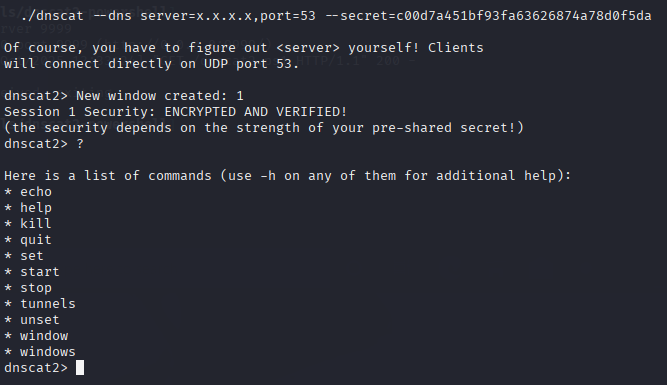 ./dnscat --dns server=x.x.x.x,port=53 --secret=c00d7a451bf93fa63626874a78d0f5da
Of course, you have to figure out <server> yourself! Clients
will connect directly on UDP port 53.
dnscat2> New window created: 1
Session 1 Security: ENCRYPTED AND VERIFIED!
(the security depends on the strength of your pre-shared secret!)
dnscat2> ?
Here is a list of commands (use -h on any of them for additional help):
* echo
* help
* kill
* quit
* set
* start
* stop
* tunnels
* unset
* window
* windows
dnscat2>